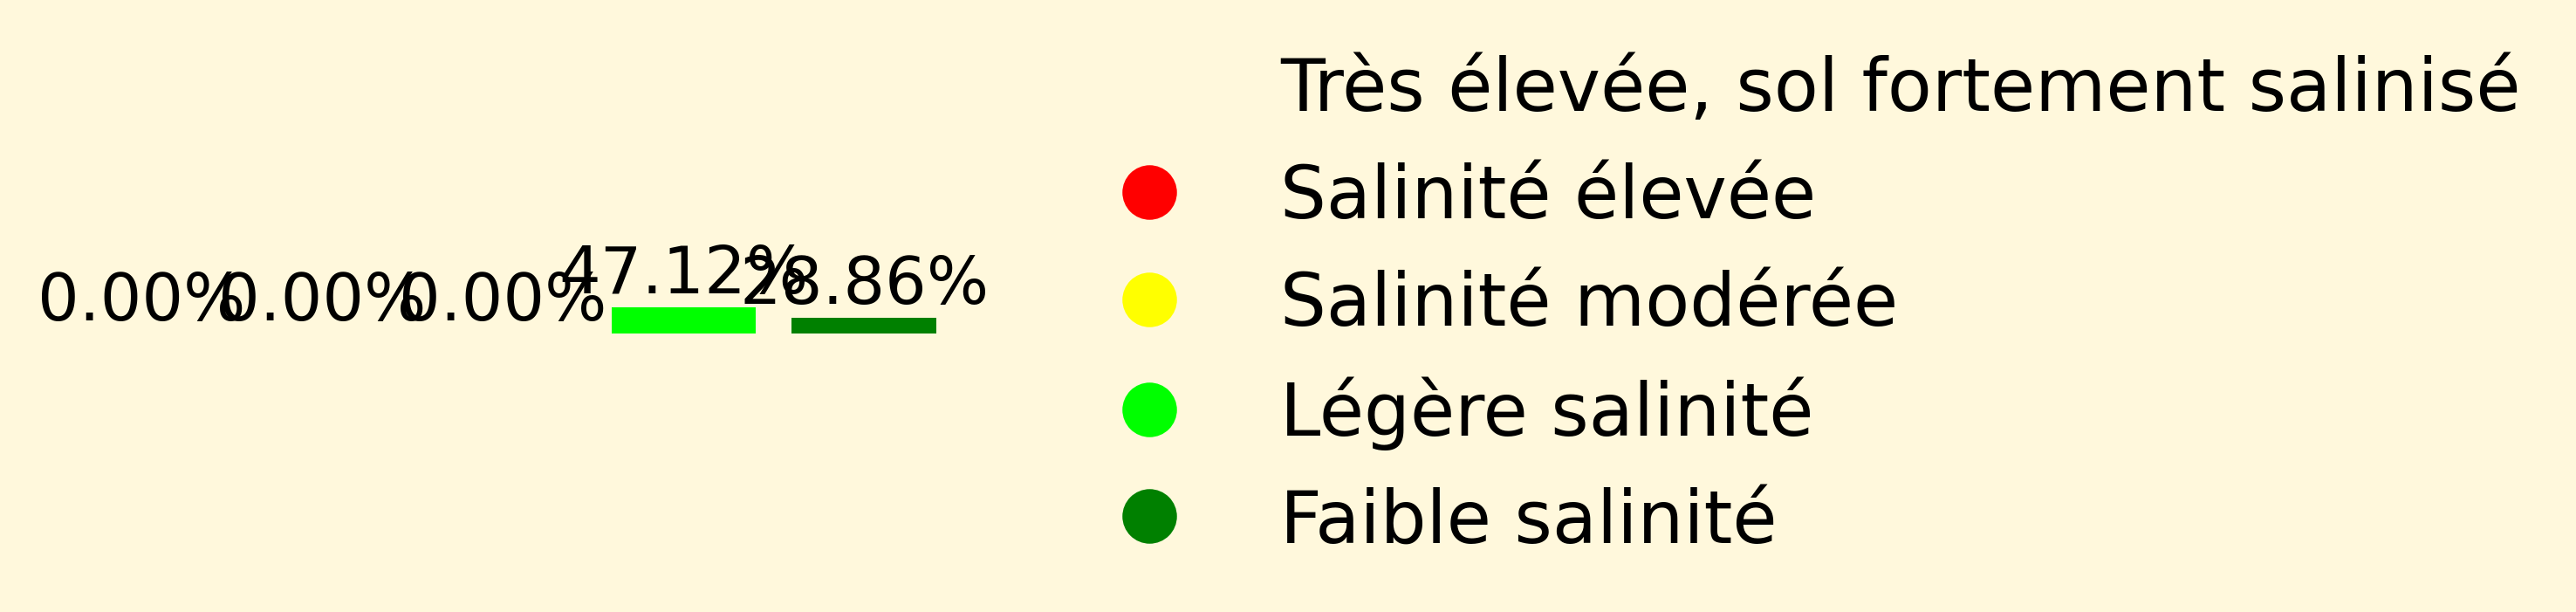 0.00% 0.00% 0.00% 47.12% 28.86%
Très élevée, sol fortement salinisé
Salinité élevée
Salinité modérée
Légère salinité
Faible salinité